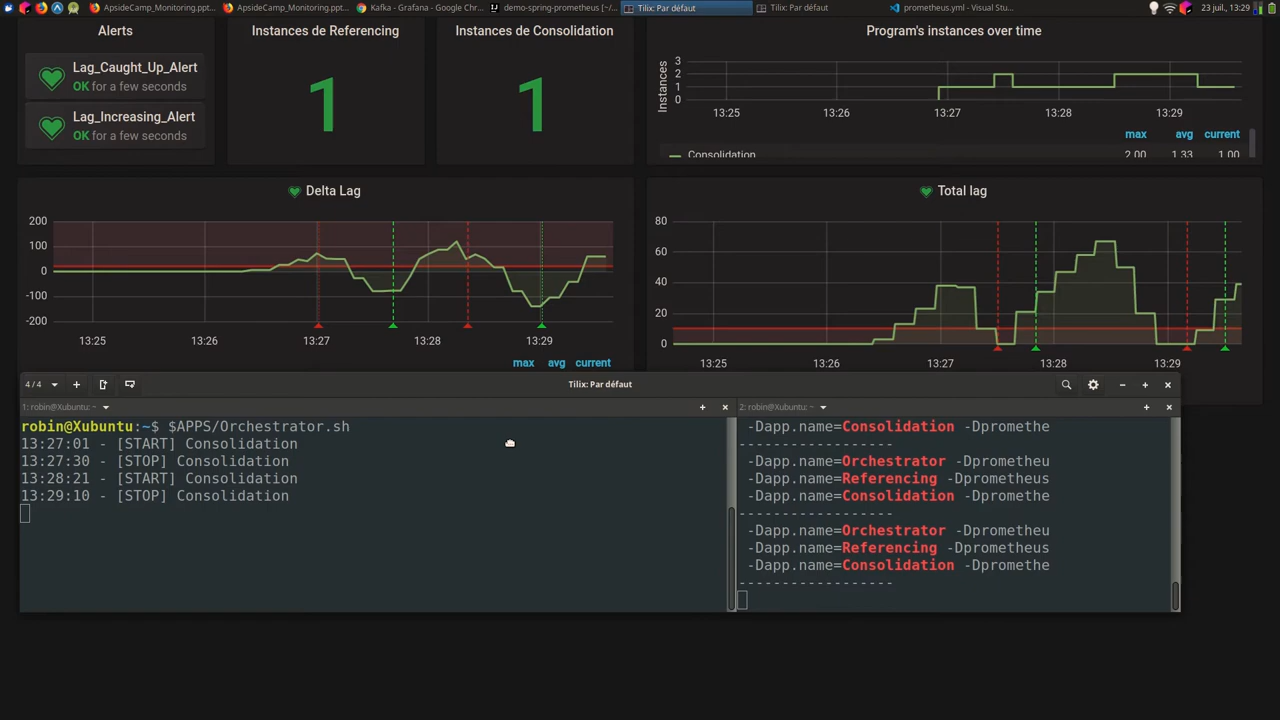 ApsideCamp_Monitoring.ppt...
ApsideCamp_Monitoring.ppt...
Kafka - Grafana - Google Chr...
demo-spring-prometheus [~/...
Tilix: Par défaut
Tilix: Par défaut
prometheus.yml - Visual Stu...
23 juil., 13:29
Alerts
Lag_Caught_Up_Alert
OK for a few seconds
Lag_Increasing_Alert
OK for a few seconds
Instances de Referencing
1
Instances de Consolidation
1
Program's instances over time
Instances
3
2
1
0
13:25 13:26 13:27 13:28 13:29
max avg current
Consolidation 2.00 1.33 1.00
Delta Lag
200
100
0
-100
-200
13:25 13:26 13:27 13:28 13:29
max avg current
Total lag
80
60
40
20
0
13:25 13:26 13:27 13:28 13:29
4 / 4
Tilix: Par défaut
1: robin@Xubuntu: ~
robin@Xubuntu:~$ $APPS/Orchestrator.sh
13:27:01 - [START] Consolidation
13:27:30 - [STOP] Consolidation
13:28:21 - [START] Consolidation
13:29:10 - [STOP] Consolidation
2: robin@Xubuntu: ~
-Dapp.name=Consolidation -Dpromethe
------------------
-Dapp.name=Orchestrator -Dprometheu
-Dapp.name=Referencing -Dprometheus
-Dapp.name=Consolidation -Dpromethe
------------------
-Dapp.name=Orchestrator -Dprometheu
-Dapp.name=Referencing -Dprometheus
-Dapp.name=Consolidation -Dpromethe
------------------